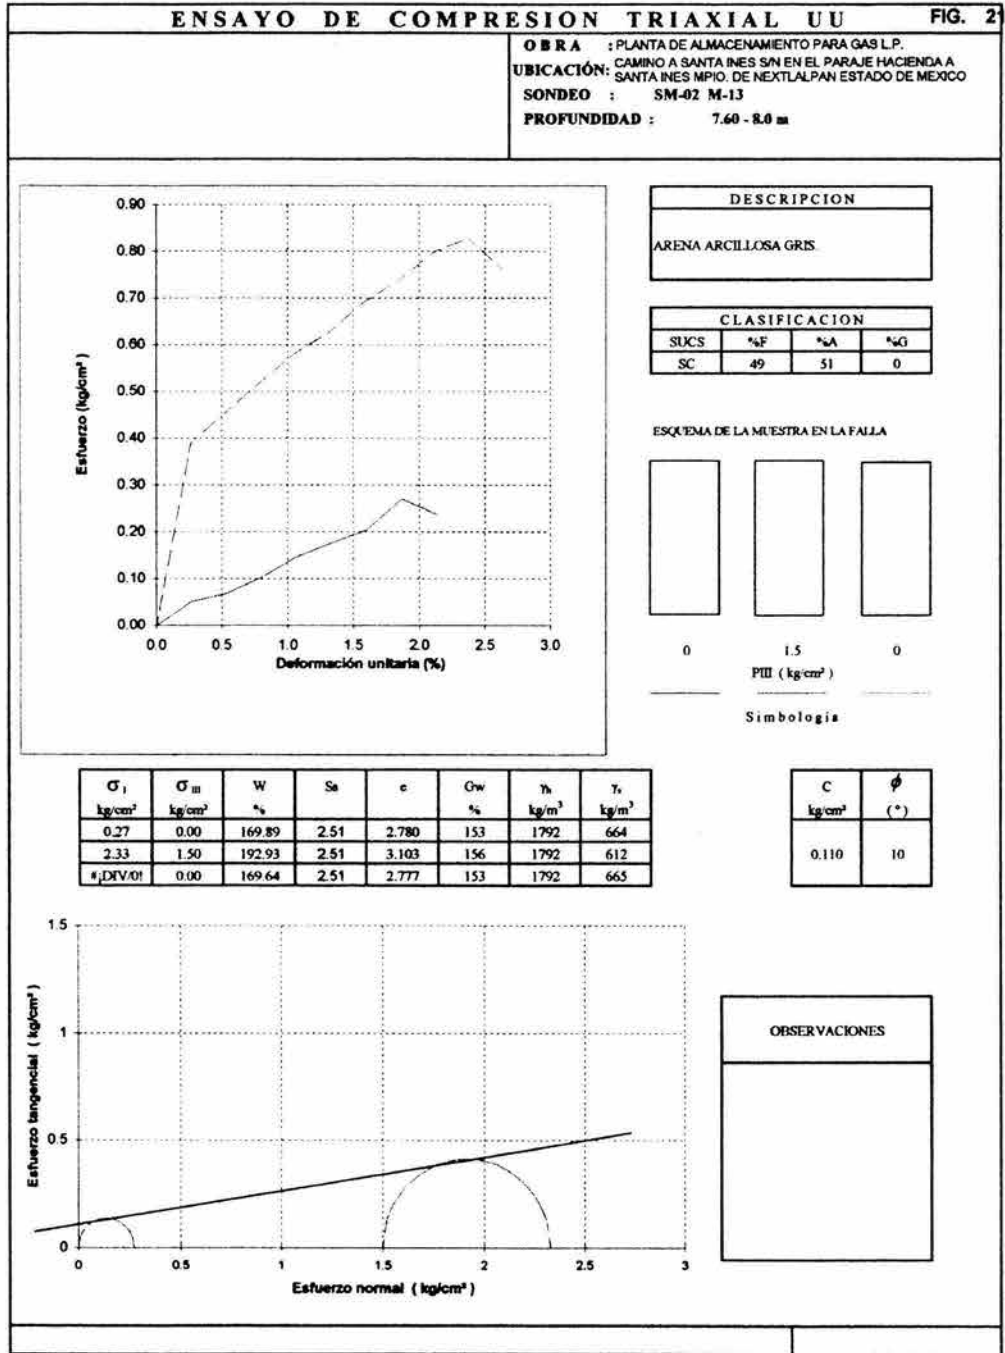 ENSAYO DE COMPRESION TRIAXIAL UU
FIG. 2
OBRA : PLANTA DE ALMACENAMIENTO PARA GAS L.P.
UBICACIÓN: CAMINO A SANTA INES S/N EN EL PARAJE HACIENDA A
SANTA INES MPIO. DE NEXTLALPAN ESTADO DE MEXICO
SONDEO : SM-02 M-13
PROFUNDIDAD : 7.60 - 8.0 m
0.90
0.80
0.70
0.60
0.50
0.40
0.30
0.20
0.10
0.00
Esfuerzo (kg/cm²)
0.0 0.5 1.0 1.5 2.0 2.5 3.0
Deformación unitaria (%)
DESCRIPCION
ARENA ARCILLOSA GRIS.
CLASIFICACION
SUCS %F %A %G
SC 49 51 0
ESQUEMA DE LA MUESTRA EN LA FALLA
0 1.5 0
PIII ( kg/cm² )
Simbologia
σ I σ III W Ss e Gw γh γs
kg/cm² kg/cm² % % kg/m³ kg/m³
0.27 0.00 169.89 2.51 2.780 153 1792 664
2.33 1.50 192.93 2.51 3.103 156 1792 612
#¡DIV/0! 0.00 169.64 2.51 2.777 153 1792 665
C ϕ
kg/cm² (°)
0.110 10
1.5
1
0.5
0
Esfuerzo tangencial ( kg/cm² )
0 0.5 1 1.5 2 2.5 3
Esfuerzo normal ( kg/cm² )
OBSERVACIONES